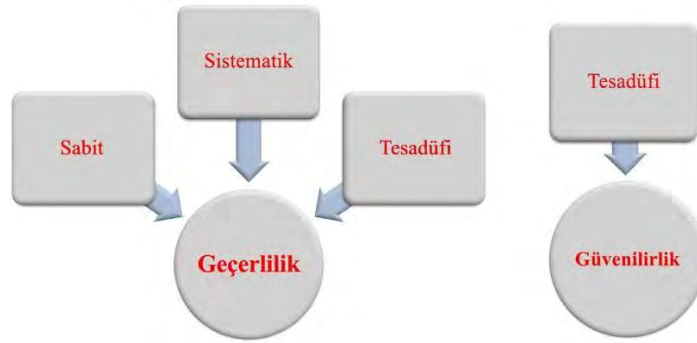 Sistematik
Tesadüfi
Sabit
Tesadüfi
Geçerlilik
Güvenilirlik